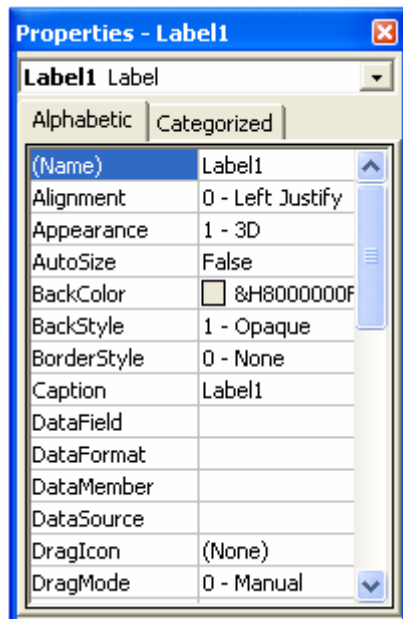 Properties - Label1
Label1 Label
Alphabetic Categorized
(Name) Label1
Alignment 0 - Left Justify
Appearance 1 - 3D
AutoSize False
BackColor &H8000000F
BackStyle 1 - Opaque
BorderStyle 0 - None
Caption Label1
DataField
DataFormat
DataMember
DataSource
DragIcon (None)
DragMode 0 - Manual